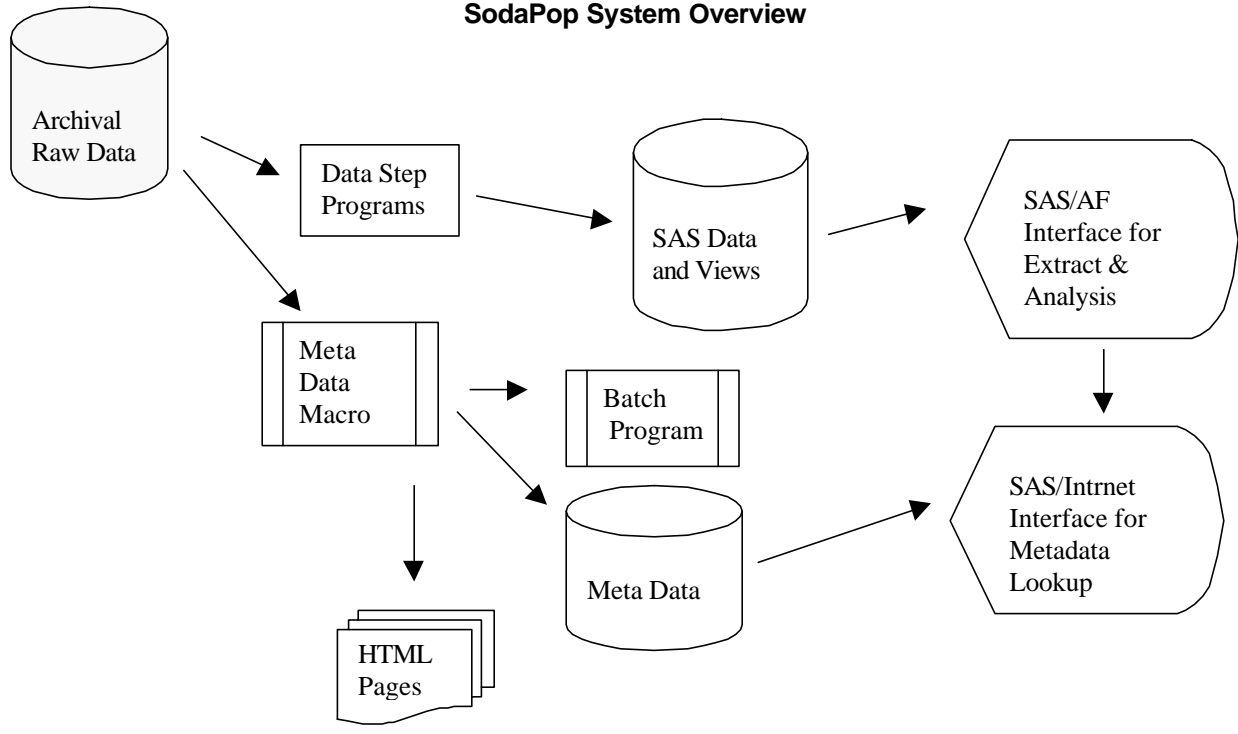 SodaPop System Overview
Archival
Raw Data
Data Step
Programs
SAS Data
and Views
SAS/AF
Interface for
Extract &
Analysis
Meta
Data
Macro
Batch
Program
SAS/Intrnet
Interface for
Metadata
Lookup
Meta Data
HTML
Pages